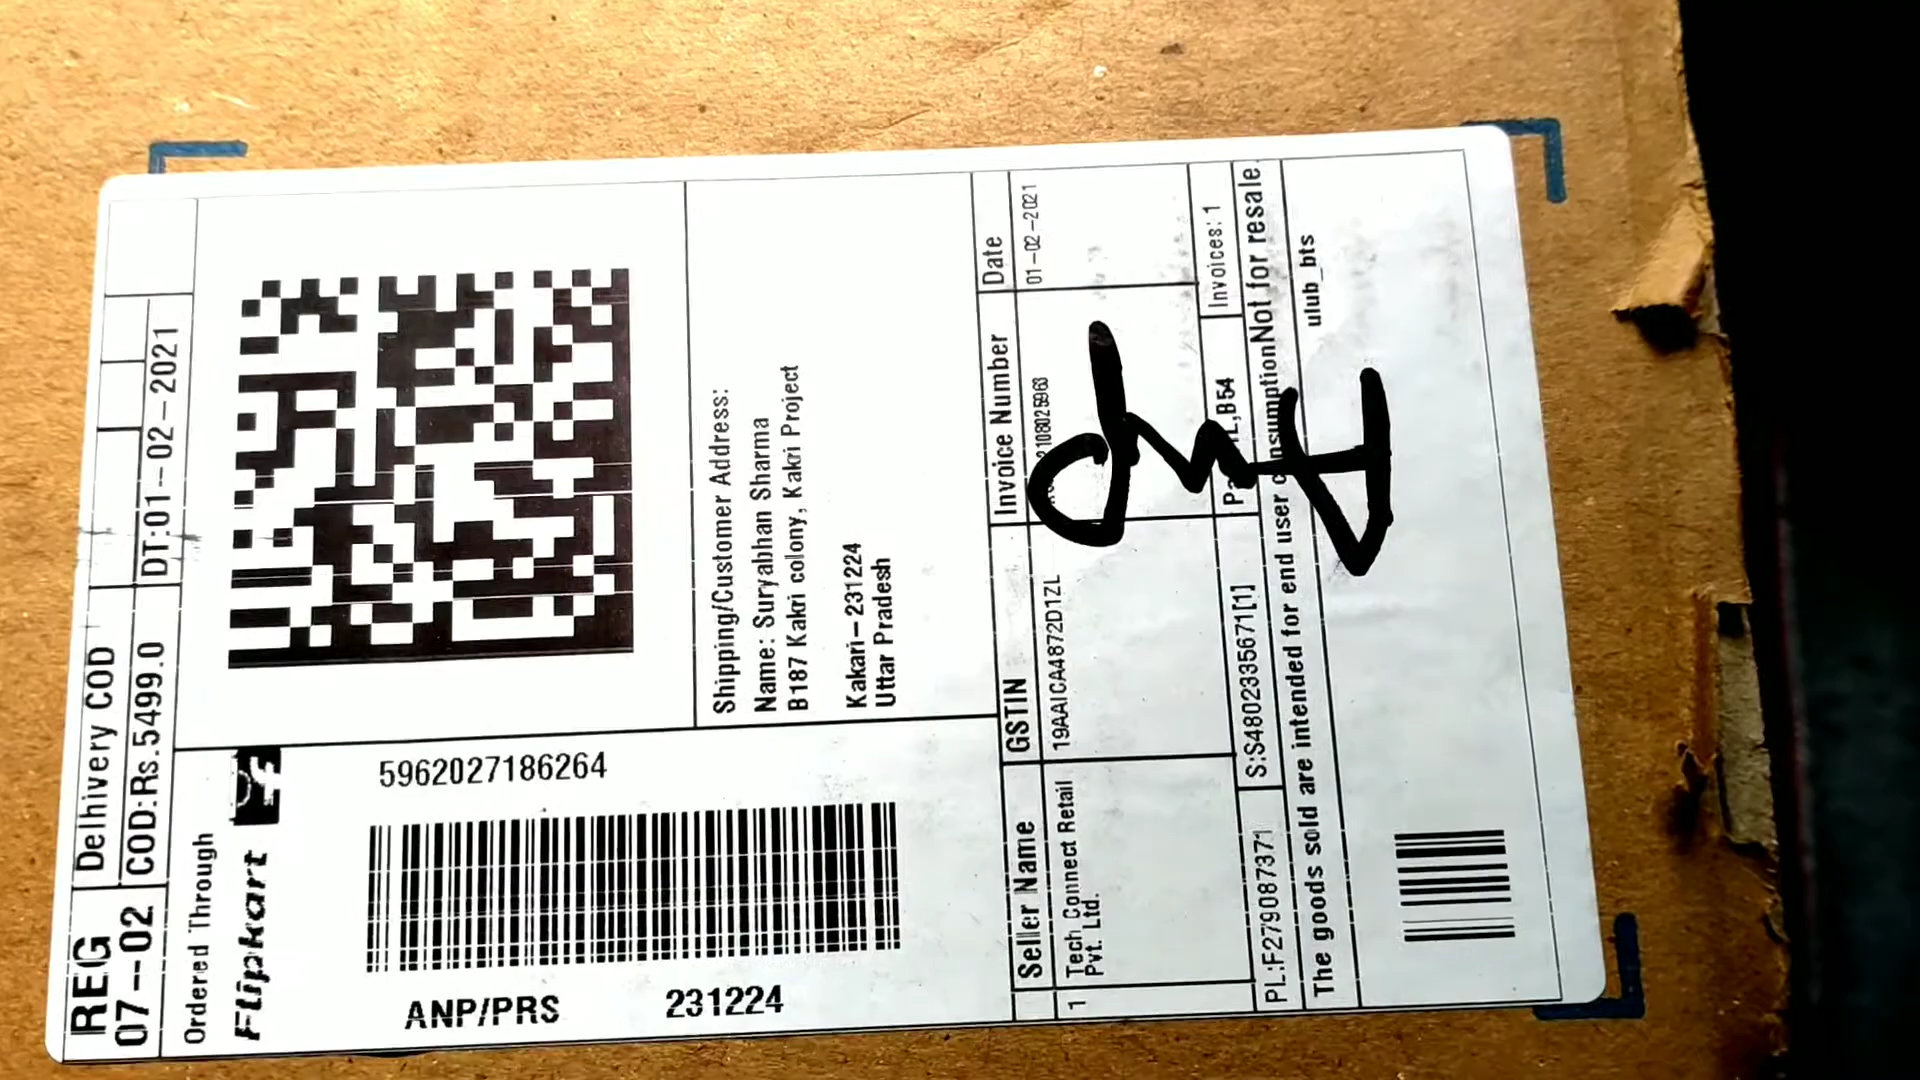 REG
07--02
Delhivery COD
COD:Rs.5499.0
DT:01-02-2021
Ordered Through
Flipkart
5962027186264
ANP/PRS
231224
Shipping/Customer Address:
Name: Suryabhan Sharma
B187 Kakri colony, Kakri Project
Kakari-231224
Uttar Pradesh
Seller Name
GSTIN
Invoice Number
Date
1
Tech Connect Retail
Pvt. Ltd.
19AAICA4872D1ZL
01-02-2021
PL:F279087371
S:S4802335671[1]
Invoices: 1
The goods sold are intended for end user consumptionNot for resale
ulub_bts